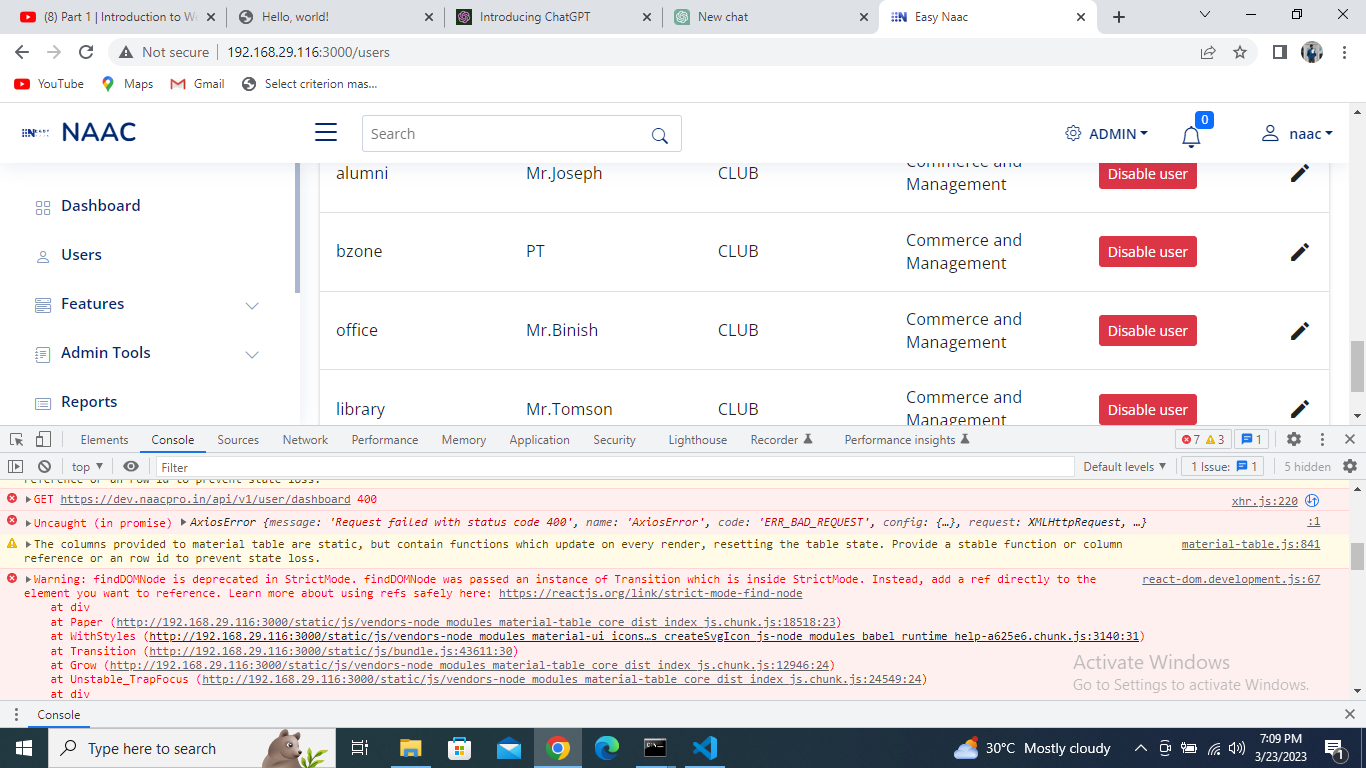 (8) Part 1 | Introduction to We
Hello, world!
Introducing ChatGPT
New chat
Easy Naac
Not secure
192.168.29.116:3000/users
YouTube
Maps
Gmail
Select criterion mas...
NAAC
Search
ADMIN
0
naac
Dashboard
Users
Features
Admin Tools
Reports
alumni Mr.Joseph CLUB Commerce and
Management Disable user
bzone PT CLUB Commerce and
Management Disable user
office Mr.Binish CLUB Commerce and
Management Disable user
library Mr.Tomson CLUB Commerce and
Management Disable user
Elements Console Sources Network Performance Memory Application Security Lighthouse Recorder Performance insights 7 3 1
top Filter Default levels 1 Issue: 1 5 hidden
reference or an row id to prevent state loss.
GET https://dev.naacpro.in/api/v1/user/dashboard 400 xhr.js:220
Uncaught (in promise) AxiosError {message: 'Request failed with status code 400', name: 'AxiosError', code: 'ERR_BAD_REQUEST', config: {…}, request: XMLHttpRequest, …} :1
The columns provided to material table are static, but contain functions which update on every render, resetting the table state. Provide a stable function or column material-table.js:841
reference or an row id to prevent state loss.
Warning: findDOMNode is deprecated in StrictMode. findDOMNode was passed an instance of Transition which is inside StrictMode. Instead, add a ref directly to the react-dom.development.js:67
element you want to reference. Learn more about using refs safely here: https://reactjs.org/link/strict-mode-find-node
at div
at Paper (http://192.168.29.116:3000/static/js/vendors-node_modules_material-table_core_dist_index_js.chunk.js:18518:23)
at WithStyles (http://192.168.29.116:3000/static/js/vendors-node_modules_material-ui_icons…s_createSvgIcon_js-node_modules_babel_runtime_help-a625e6.chunk.js:3140:31)
at Transition (http://192.168.29.116:3000/static/js/bundle.js:43611:30)
at Grow (http://192.168.29.116:3000/static/js/vendors-node_modules_material-table_core_dist_index_js.chunk.js:12946:24)
at Unstable_TrapFocus (http://192.168.29.116:3000/static/js/vendors-node_modules_material-table_core_dist_index_js.chunk.js:24549:24)
at div
Activate Windows
Go to Settings to activate Windows.
Console
Type here to search
30°C Mostly cloudy
7:09 PM
3/23/2023
1